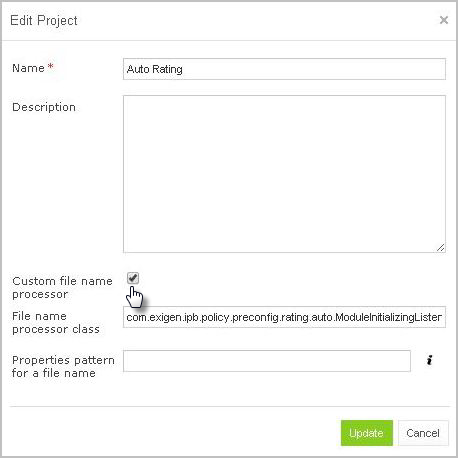 Edit Project ×
Name * Auto Rating
Description
Custom file name
processor
File name
processor class com.exigen.ipb.policy.preconfig.rating.auto.ModuleInitializingListen
Properties pattern
for a file name i
Update Cancel